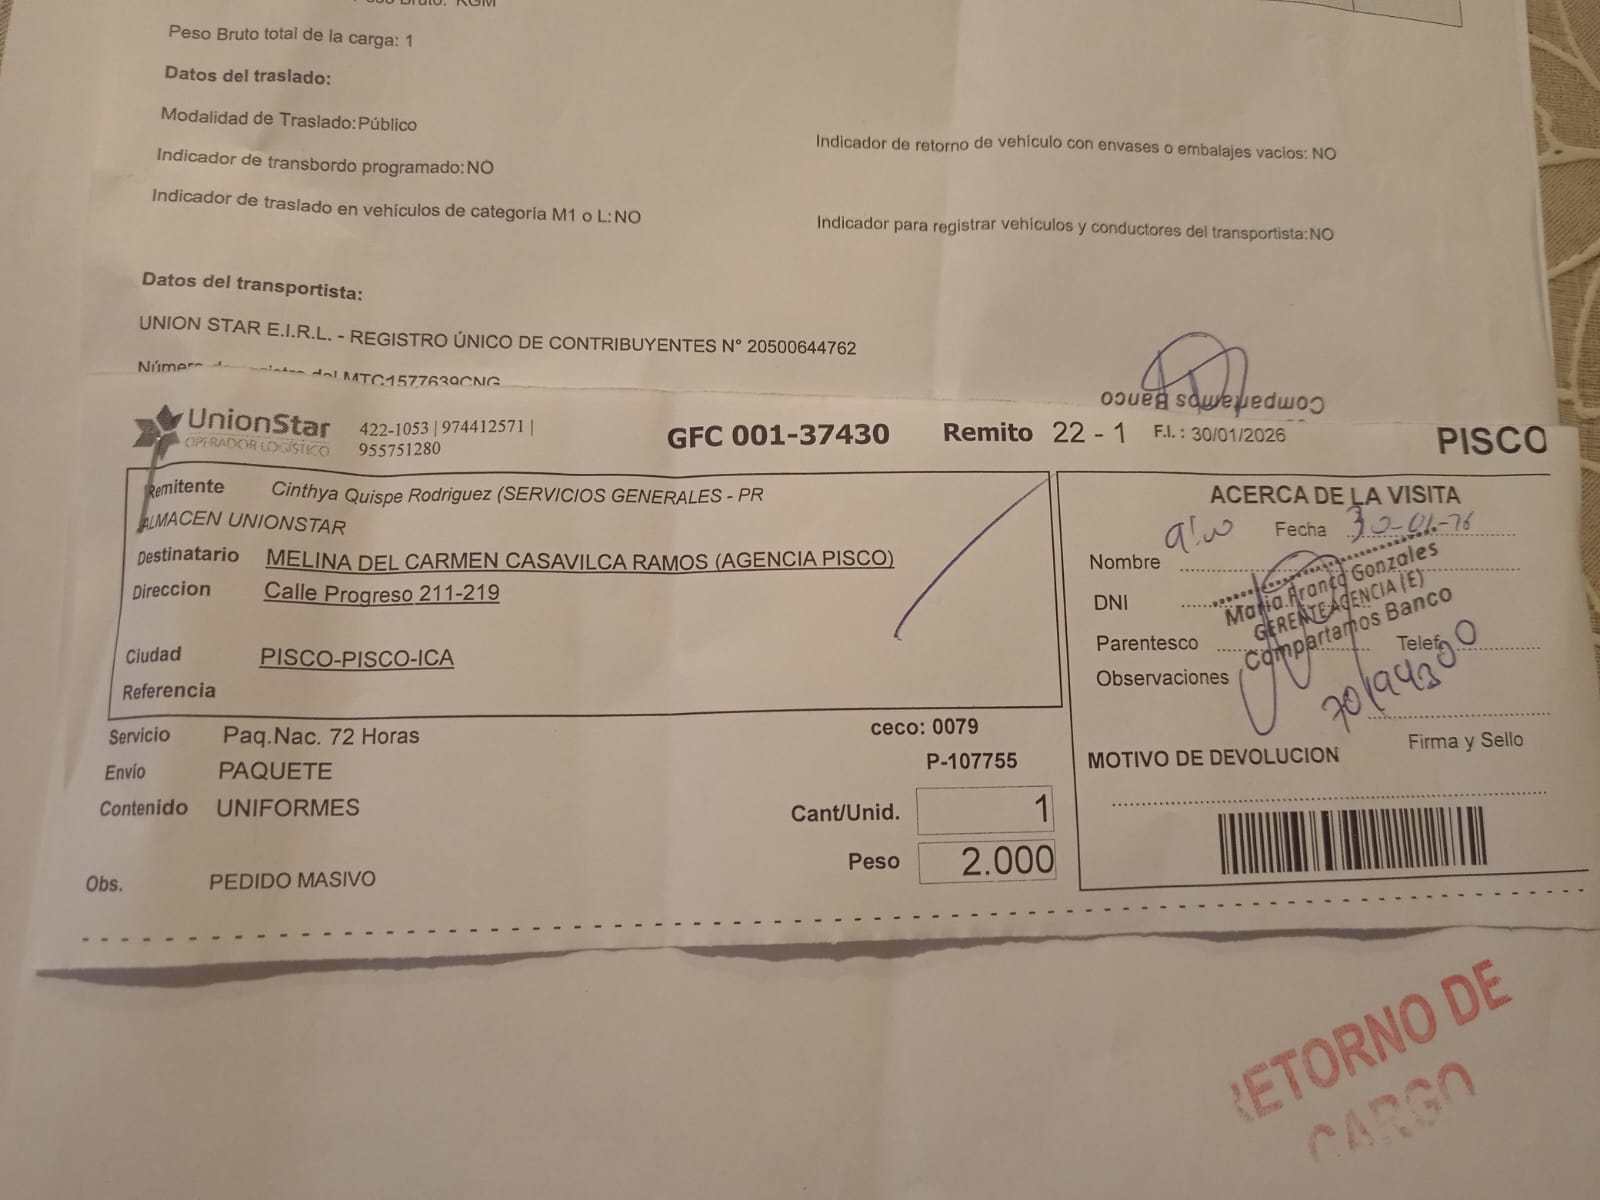 Peso Bruto: KGM
Peso Bruto total de la carga: 1
Datos del traslado:
Modalidad de Traslado:Público
Indicador de retorno de vehículo con envases o embalajes vacios: NO
Indicador de transbordo programado:NO
Indicador de traslado en vehículos de categoría M1 o L:NO
Indicador para registrar vehículos y conductores del transportista:NO
Datos del transportista:
UNION STAR E.I.R.L. - REGISTRO ÚNICO DE CONTRIBUYENTES N° 20500644762
MTC1577639CNG
Compartamos Banco
UnionStar
OPERADOR LOGÍSTICO
422-1053 | 974412571 |
955751280
GFC 001-37430
Remito 22 - 1
F.I. : 30/01/2026
PISCO
Remitente Cinthya Quispe Rodriguez (SERVICIOS GENERALES - PR
ALMACEN UNIONSTAR
Destinatario MELINA DEL CARMEN CASAVILCA RAMOS (AGENCIA PISCO)
Direccion Calle Progreso 211-219
Ciudad PISCO-PISCO-ICA
Referencia
Servicio Paq.Nac. 72 Horas
Envío PAQUETE
Contenido UNIFORMES
Obs. PEDIDO MASIVO
ceco: 0079
P-107755
Cant/Unid. 1
Peso 2.000
ACERCA DE LA VISITA
Fecha
Nombre
DNI
Parentesco
Telef.
Observaciones
Maria Franco Gonzales
GERENTE AGENCIA (E)
Compartamos Banco
Firma y Sello
MOTIVO DE DEVOLUCION
RETORNO DE
CARGO